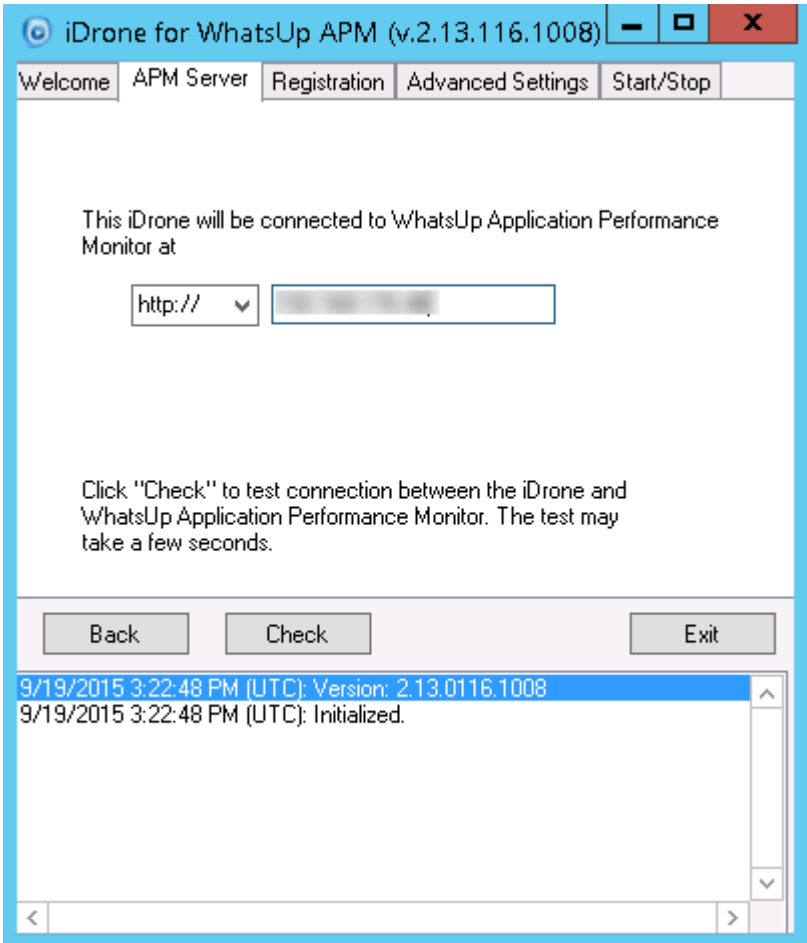 iDrone for WhatsUp APM (v.2.13.116.1008)
Welcome APM Server Registration Advanced Settings Start/Stop
This iDrone will be connected to WhatsUp Application Performance
Monitor at
http://
Click "Check" to test connection between the iDrone and
WhatsUp Application Performance Monitor. The test may
take a few seconds.
Back Check Exit
9/19/2015 3:22:48 PM (UTC): Version: 2.13.0116.1008
9/19/2015 3:22:48 PM (UTC): Initialized.